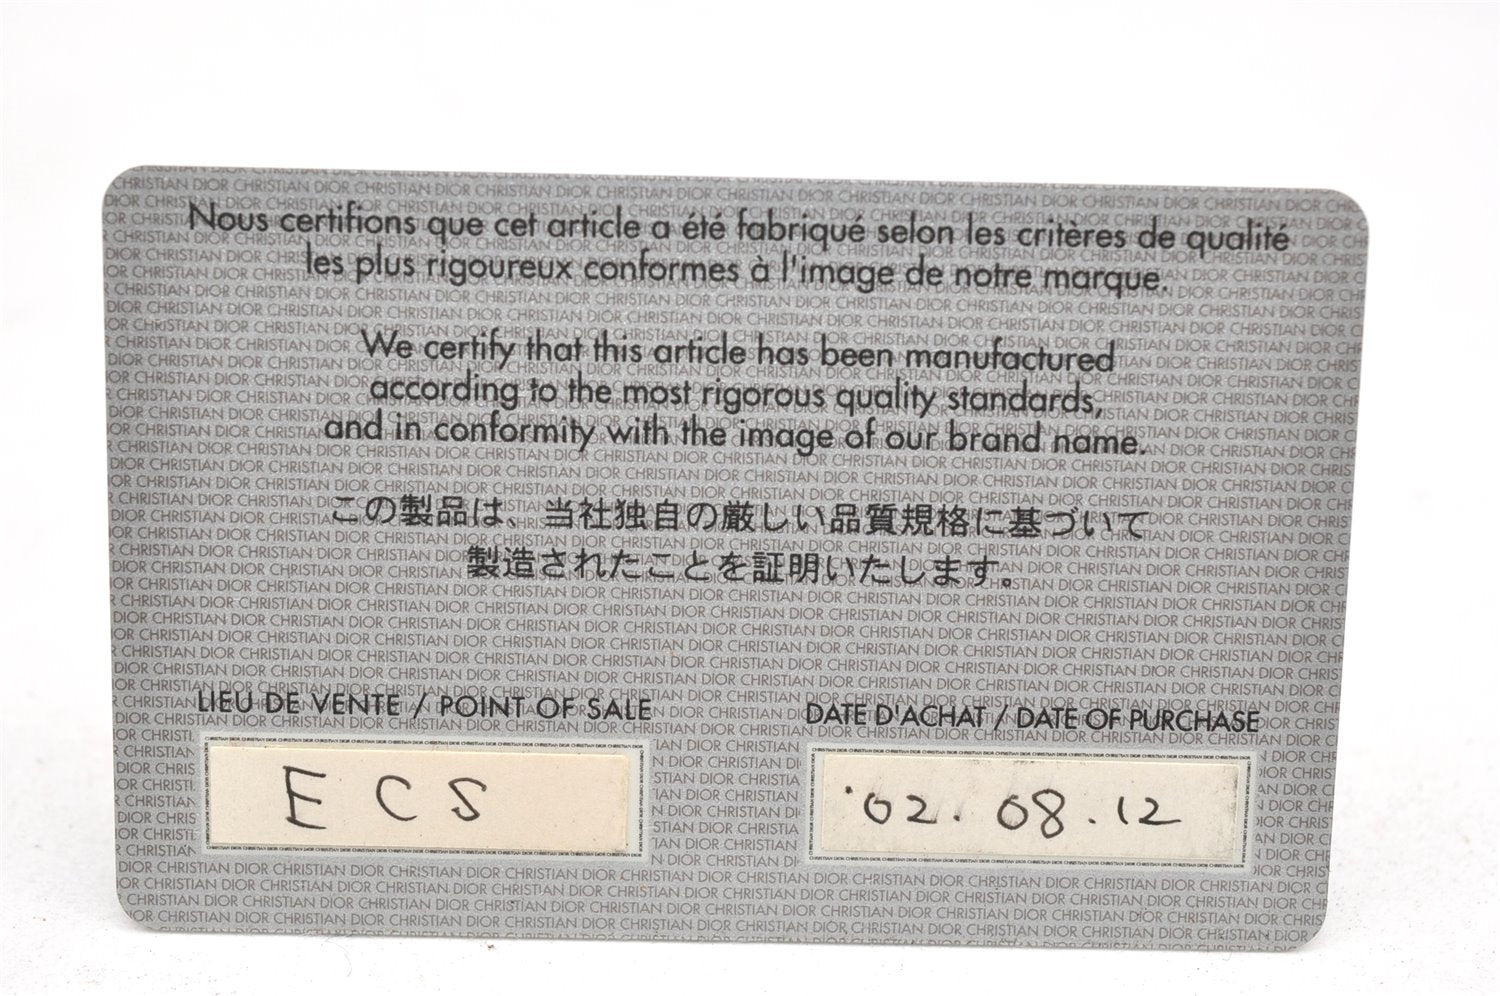 Nous certifions que cet article a été fabriqué selon les critères de qualité
les plus rigoureux conformes à l'image de notre marque.
We certify that this article has been manufactured
according to the most rigorous quality standards,
and in conformity with the image of our brand name.
この製品は、当社独自の厳しい品質規格に基づいて
製造されたことを証明いたします。
LIEU DE VENTE / POINT OF SALE
DATE D'ACHAT / DATE OF PURCHASE
E C S
'02. 08. 12
CHRISTIAN DIOR